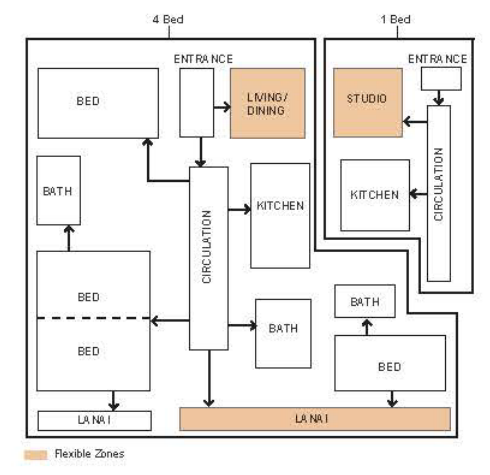 4 Bed
1 Bed
ENTRANCE
ENTRANCE
BED
LIVING/
DINING
STUDIO
BATH
KITCHEN
KITCHEN
CIRCULATION
CIRCULATION
BED
BATH
BATH
BED
BED
LANAI
LANAI
Flexible Zones